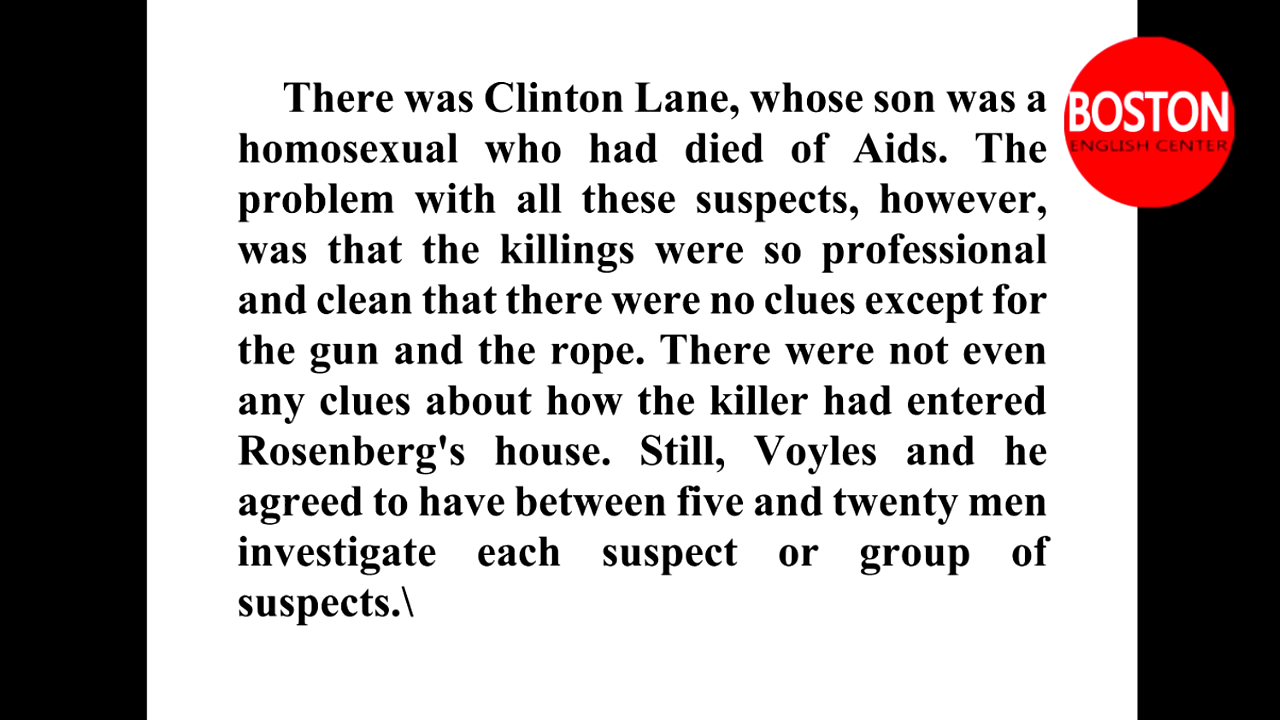 There was Clinton Lane, whose son was a
homosexual who had died of Aids. The
problem with all these suspects, however,
was that the killings were so professional
and clean that there were no clues except for
the gun and the rope. There were not even
any clues about how the killer had entered
Rosenberg's house. Still, Voyles and he
agreed to have between five and twenty men
investigate each suspect or group of
suspects.\
BOSTON
ENGLISH CENTER